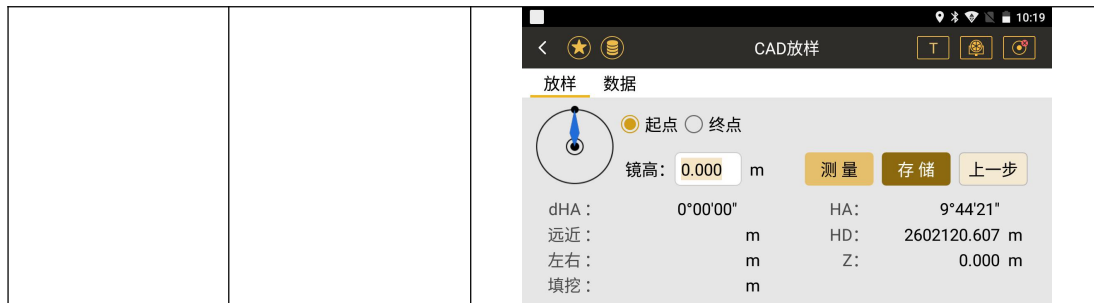 10:19
CAD放样
T
放样 数据
起点 终点
镜高: 0.000 m 测量 存储 上一步
dHA: 0°00'00" HA: 9°44'21"
远近: m HD: 2602120.607 m
左右: m Z: 0.000 m
填挖: m